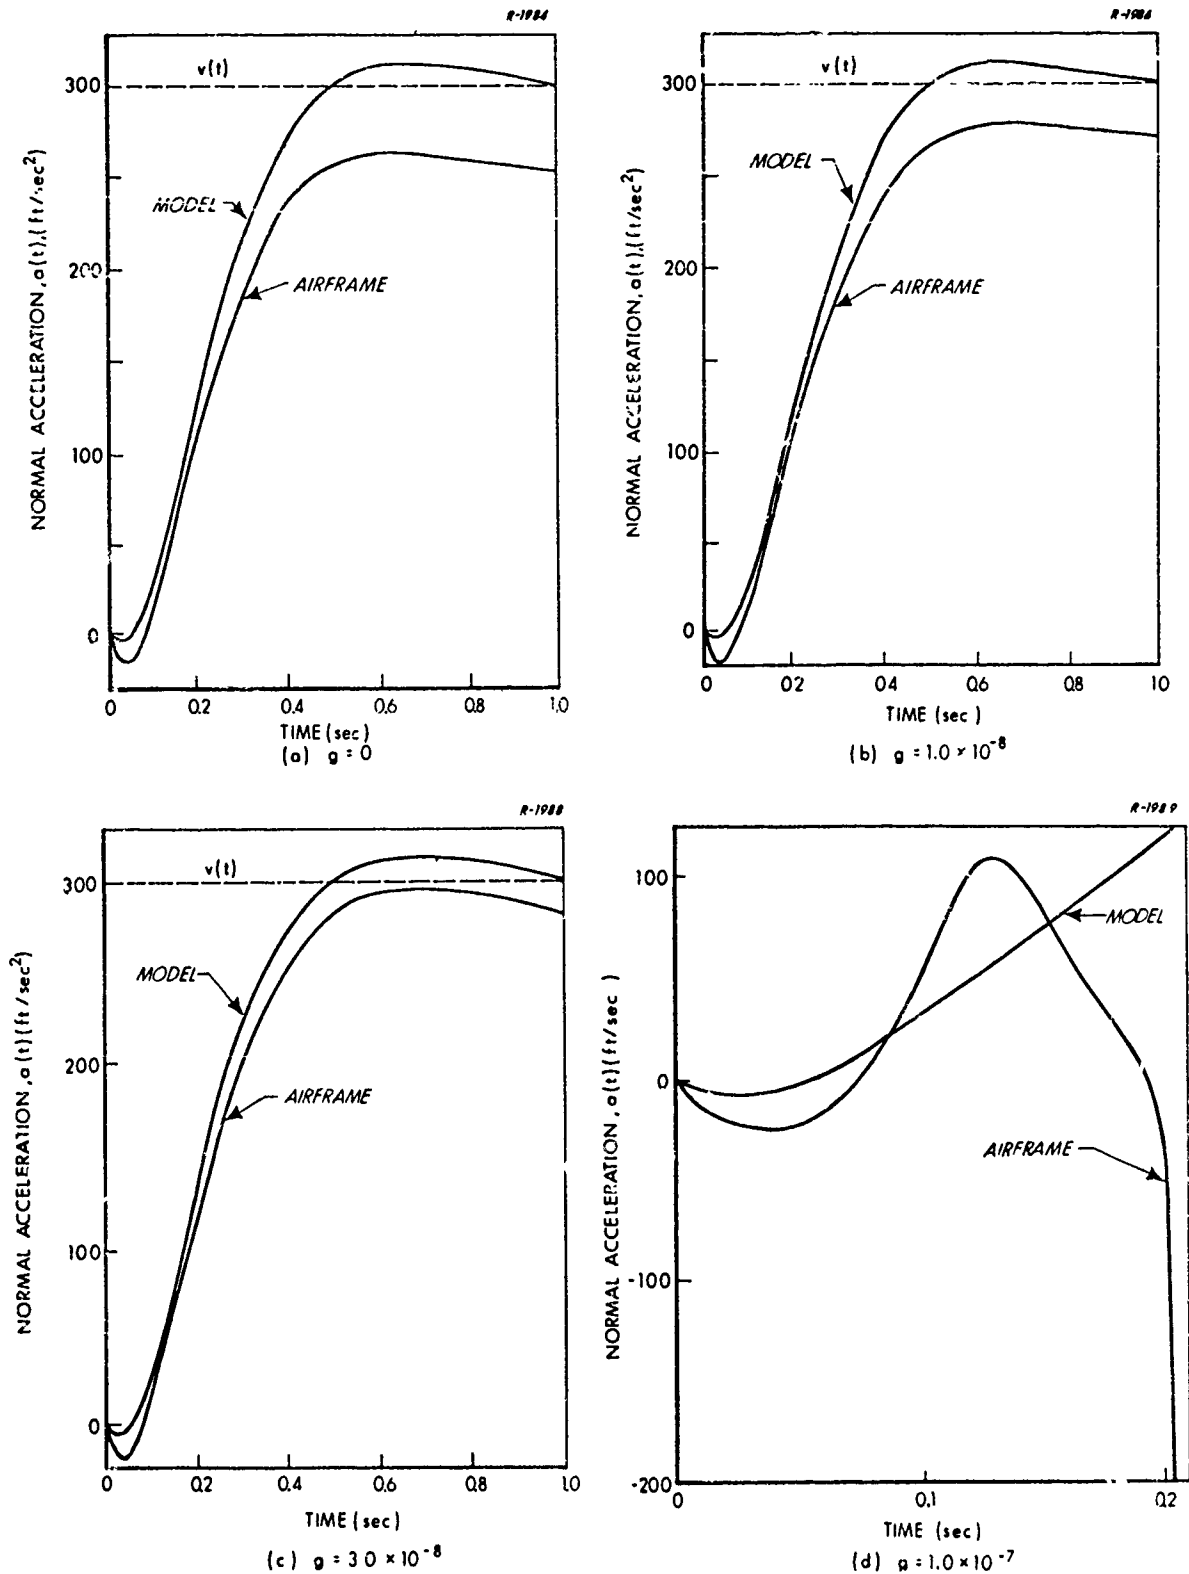 R-1984
NORMAL ACCELERATION, a(t), (ft/sec²)
v(t)
300
200
100
0
MODEL
AIRFRAME
0 0.2 0.4 0.6 0.8 1.0
TIME (sec)
(a) g = 0
R-1986
NORMAL ACCELERATION, a(t), (ft/sec²)
v(t)
300
200
100
0
MODEL
AIRFRAME
0 0.2 0.4 0.6 0.8 1.0
TIME (sec)
(b) g = 1.0 × 10⁻⁸
R-1988
NORMAL ACCELERATION, a(t) (ft/sec²)
v(t)
300
200
100
0
MODEL
AIRFRAME
0 0.2 0.4 0.6 0.8 1.0
TIME (sec)
(c) g = 3.0 × 10⁻⁸
R-1989
NORMAL ACCELERATION, a(t) (ft/sec )
100
0
-100
-200
MODEL
AIRFRAME
0 0.1 0.2
TIME (sec)
(d) g = 1.0 × 10⁻⁷